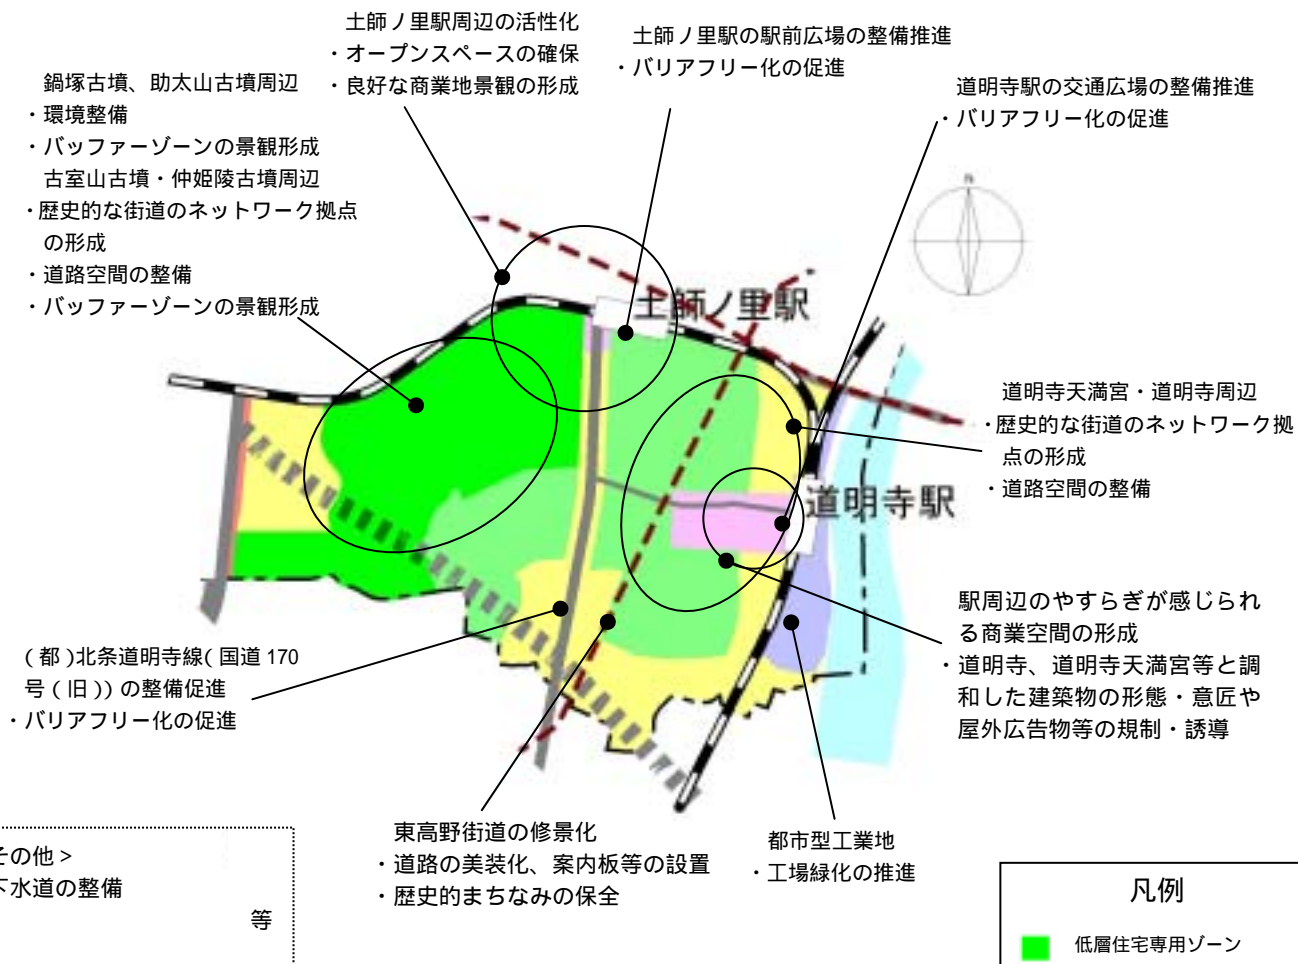 土師ノ里駅周辺の活性化
・オープンスペースの確保
・良好な商業地景観の形成
土師ノ里駅の駅前広場の整備推進
・バリアフリー化の促進
道明寺駅の交通広場の整備推進
・バリアフリー化の促進
鍋塚古墳、助太山古墳周辺
・環境整備
・バッファーゾーンの景観形成
古室山古墳・仲姫陵古墳周辺
・歴史的な街道のネットワーク拠点
の形成
・道路空間の整備
・バッファーゾーンの景観形成
N
土師ノ里駅
道明寺天満宮・道明寺周辺
・歴史的な街道のネットワーク拠
点の形成
・道路空間の整備
道明寺駅
駅周辺のやすらぎが感じられ
る商業空間の形成
・道明寺、道明寺天満宮等と調
和した建築物の形態・意匠や
屋外広告物等の規制・誘導
(都)北条道明寺線(国道170
号(旧))の整備促進
・バリアフリー化の促進
東高野街道の修景化
・道路の美装化、案内板等の設置
・歴史的まちなみの保全
都市型工業地
・工場緑化の推進
その他>
下水道の整備
等
凡例
低層住宅専用ゾーン